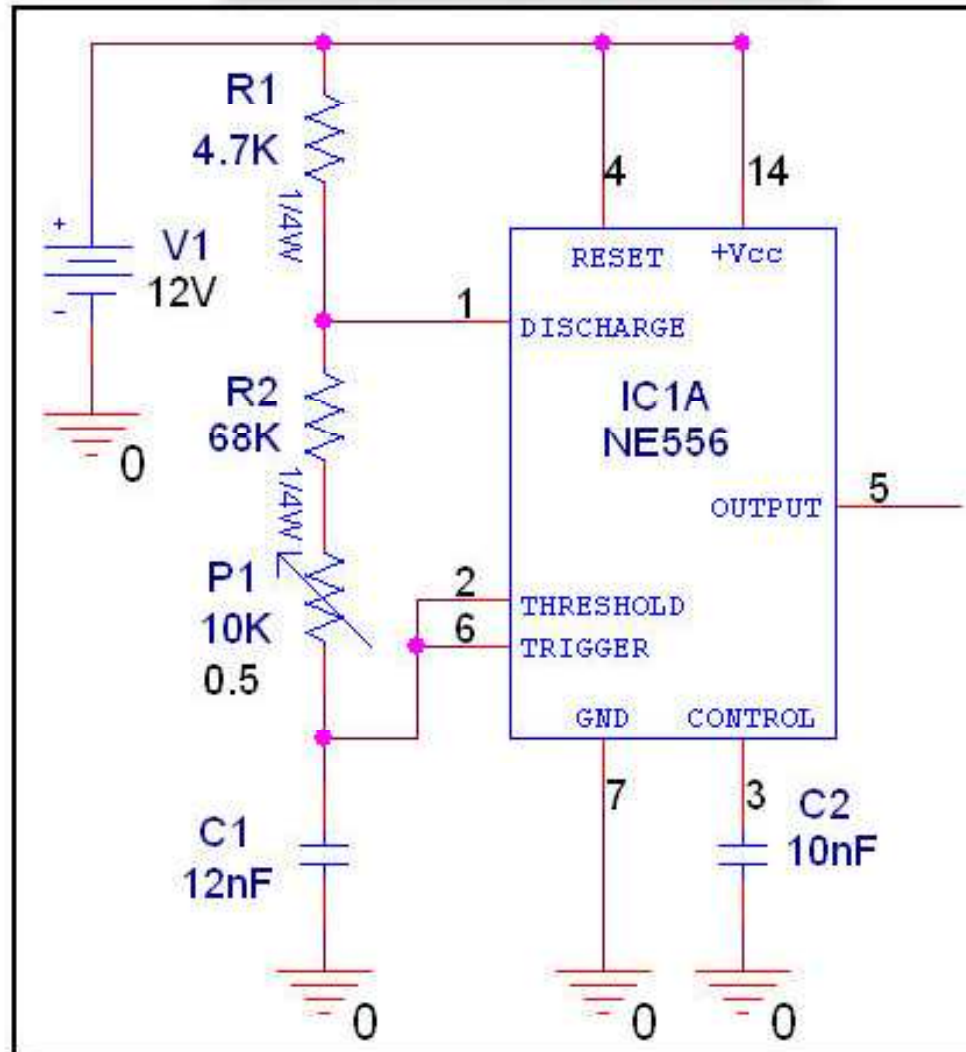 R1
4.7K
1/4W
4
14
+
V1
12V
-
0
RESET
+Vcc
1
DISCHARGE
R2
68K
1/4W
IC1A
NE556
OUTPUT
5
P1
10K
0.5
2
THRESHOLD
6
TRIGGER
GND
CONTROL
7
3
C1
12nF
C2
10nF
0
0
0